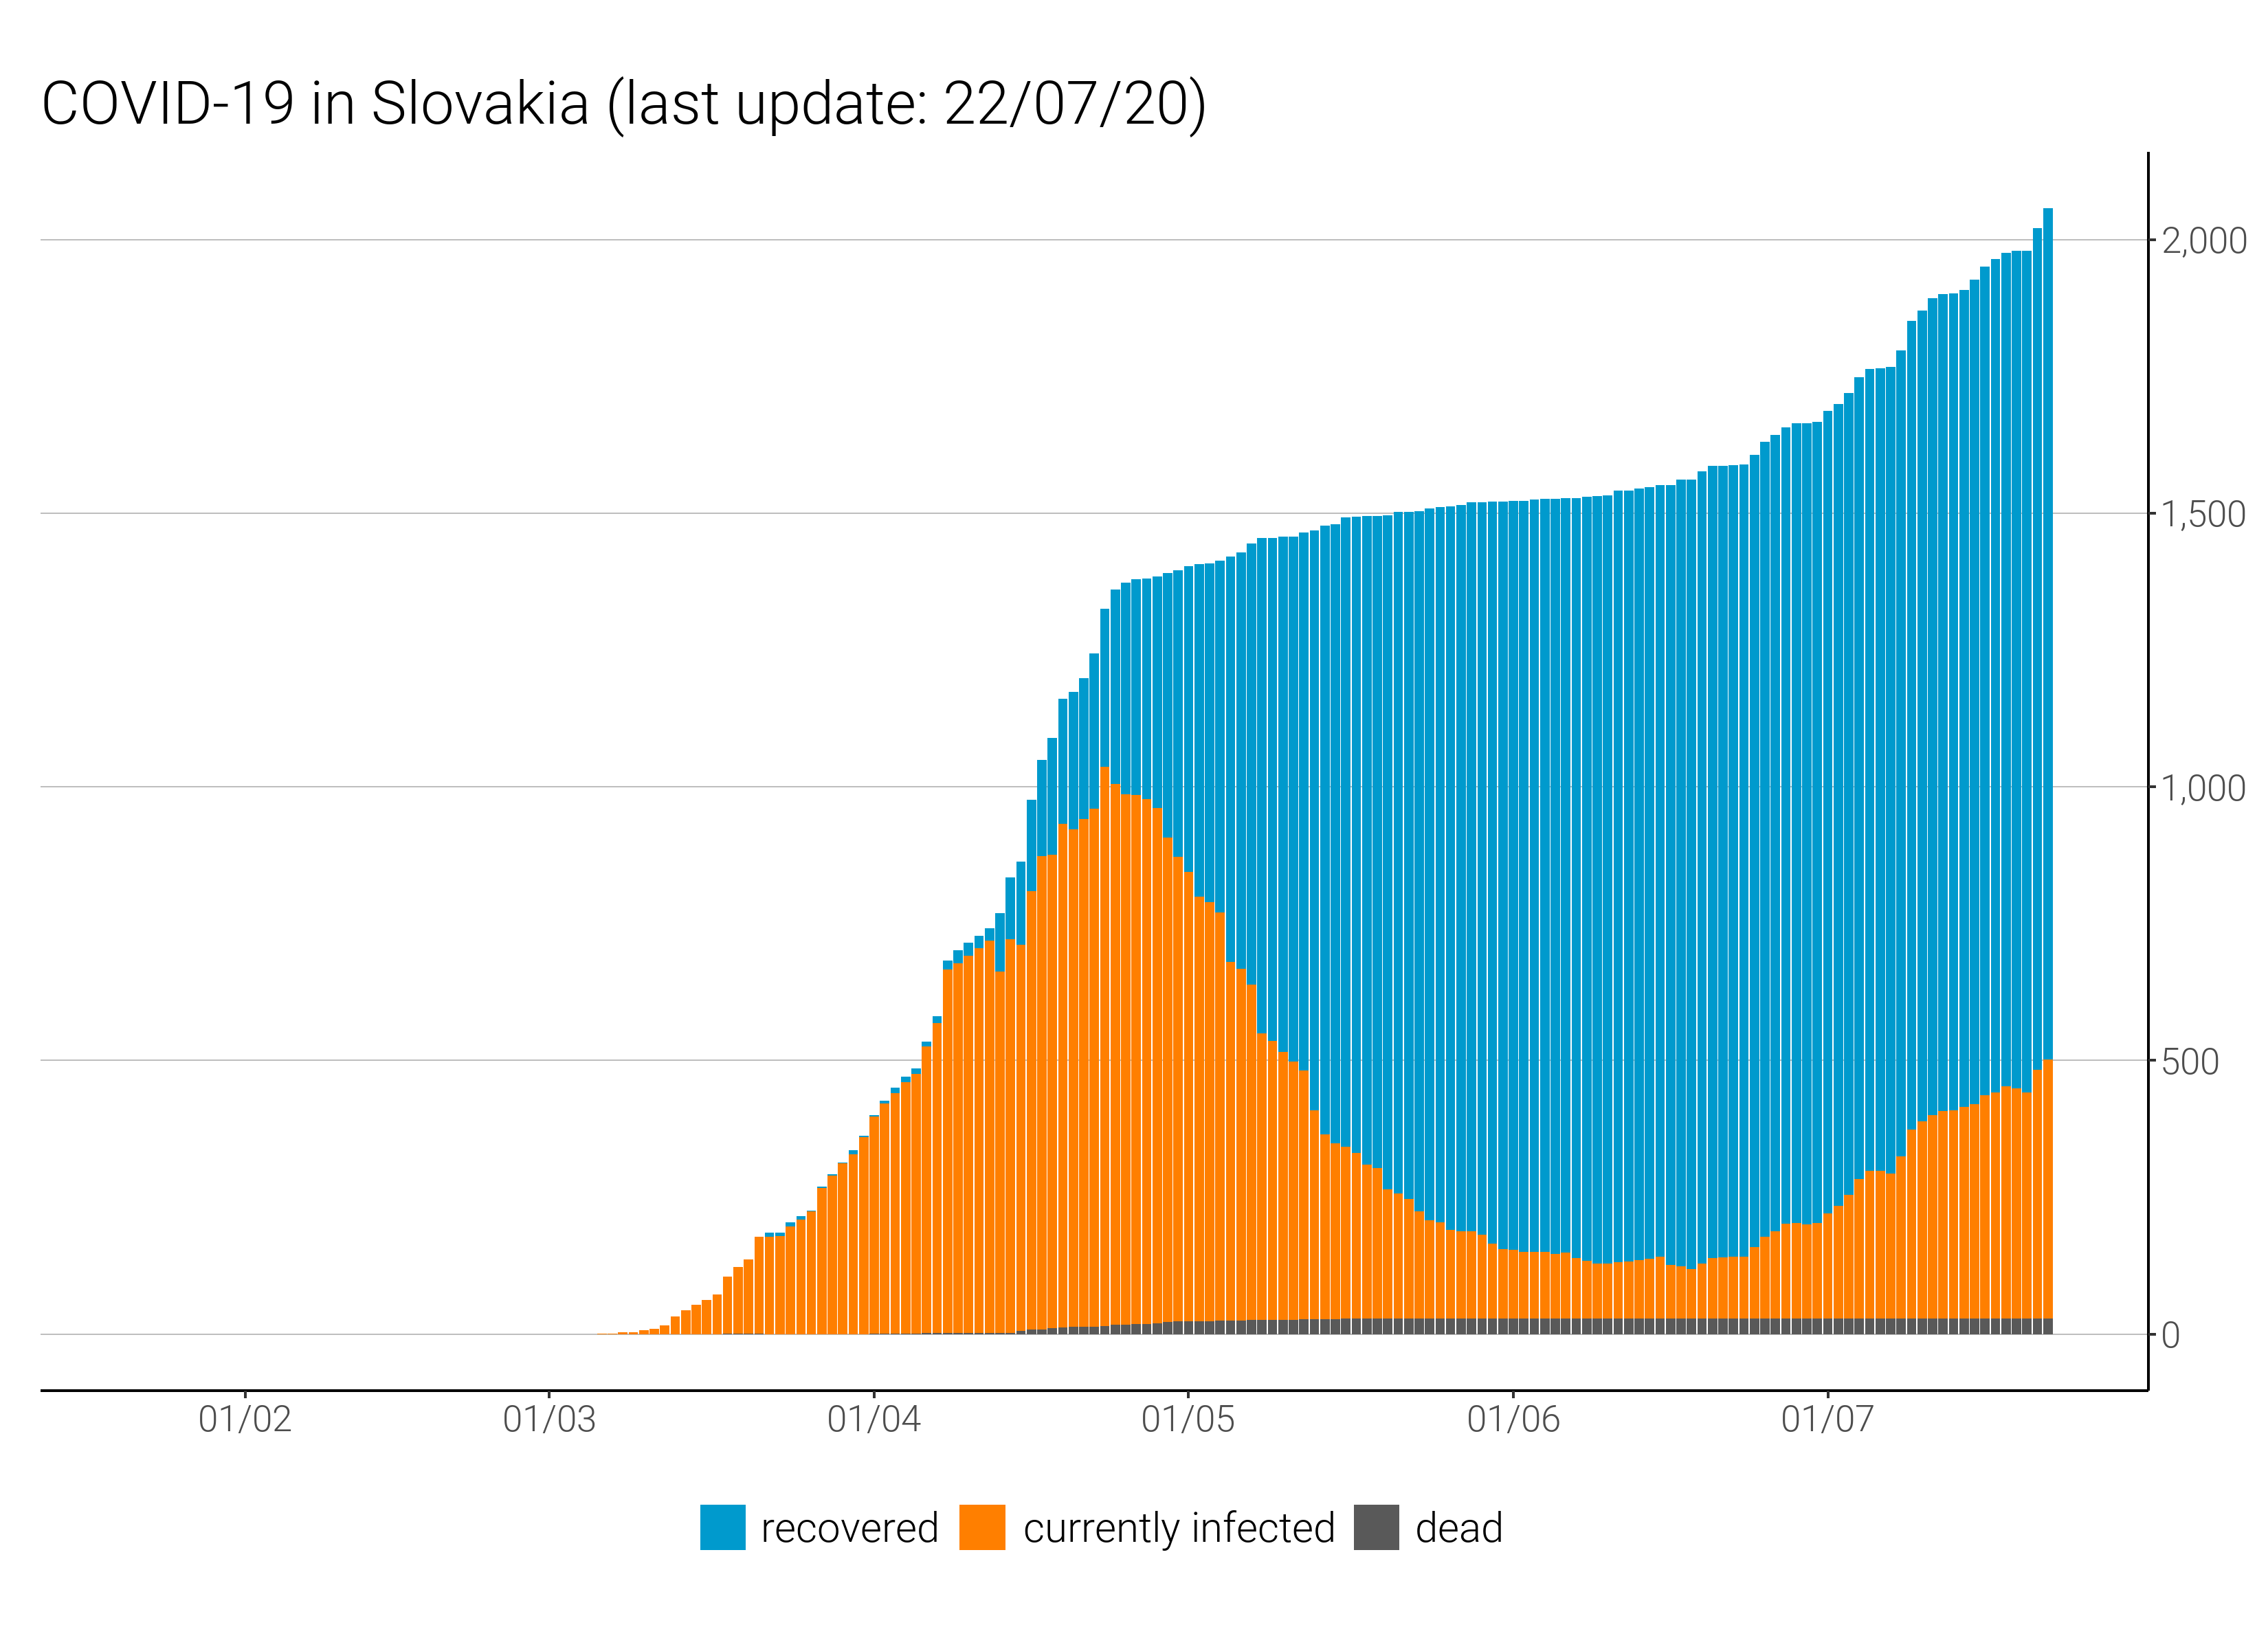 COVID-19 in Slovakia (last update: 22/07/20)
2,000
1,500
1,000
500
0
01/02 01/03 01/04 01/05 01/06 01/07
recovered currently infected dead